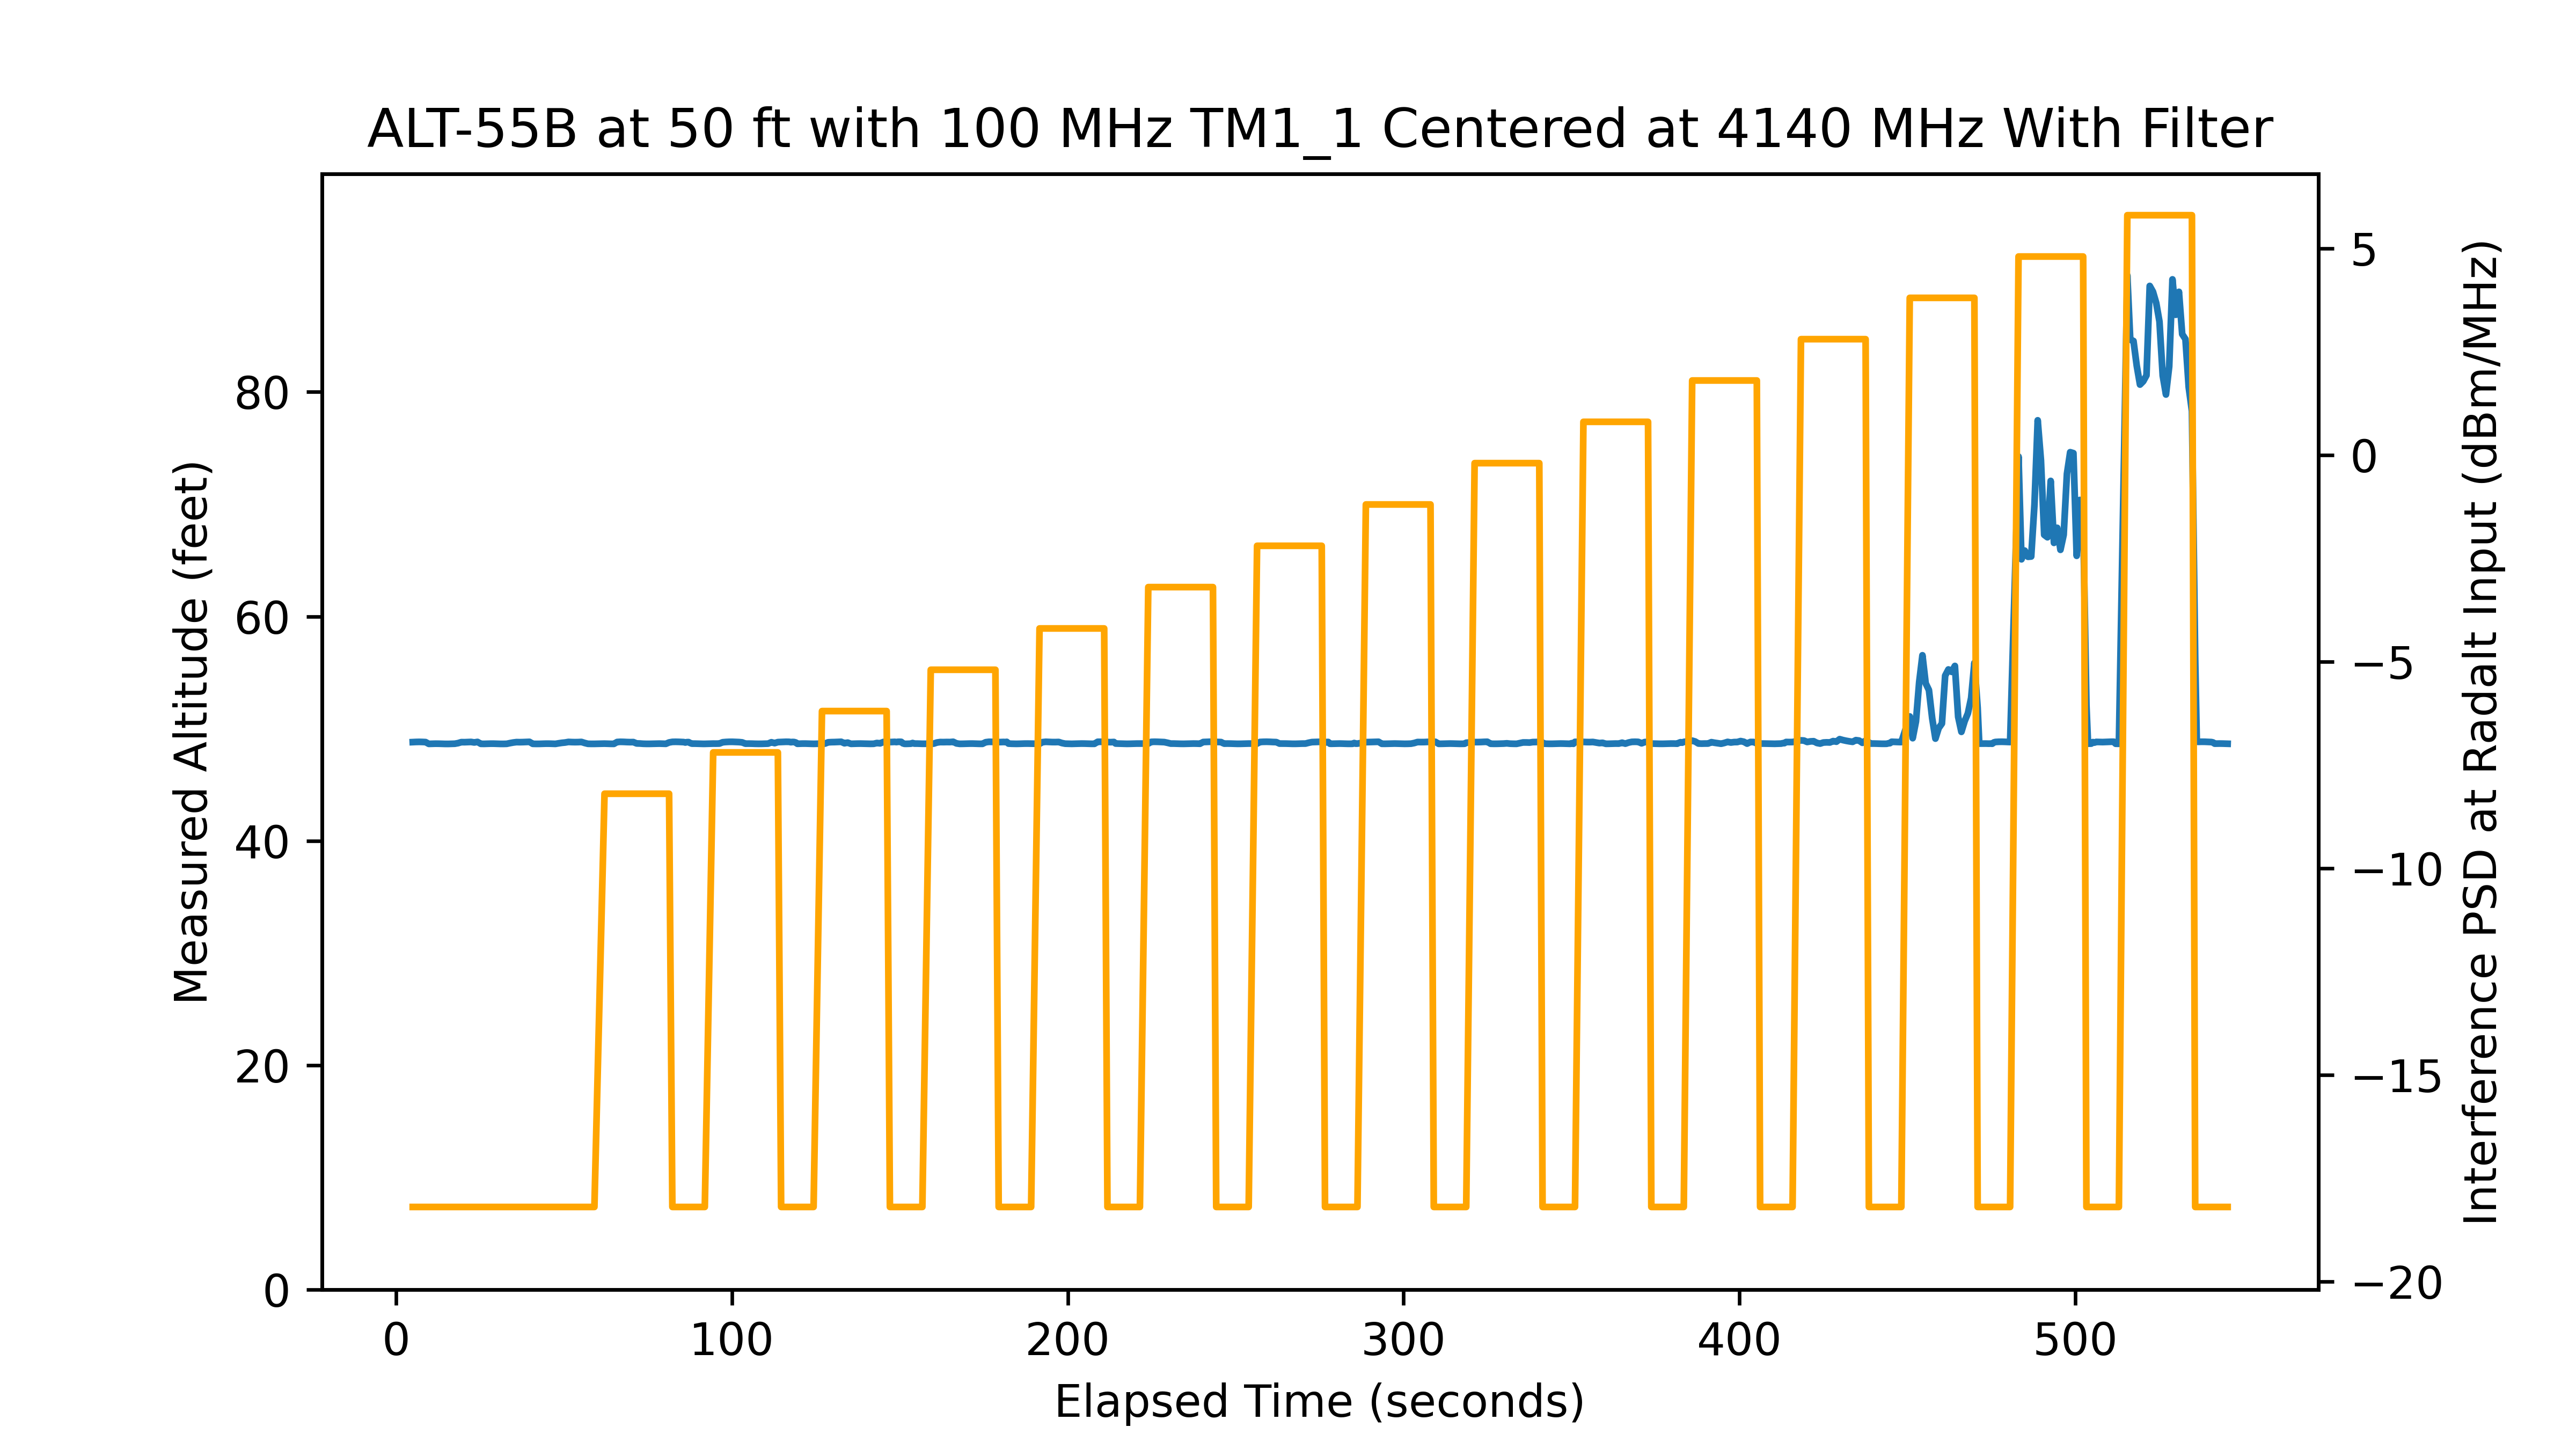 ALT-55B at 50 ft with 100 MHz TM1_1 Centered at 4140 MHz With Filter
Measured Altitude (feet)
80
60
40
20
0
5
0
−5
−10
−15
−20
Interference PSD at Radalt Input (dBm/MHz)
0 100 200 300 400 500
Elapsed Time (seconds)